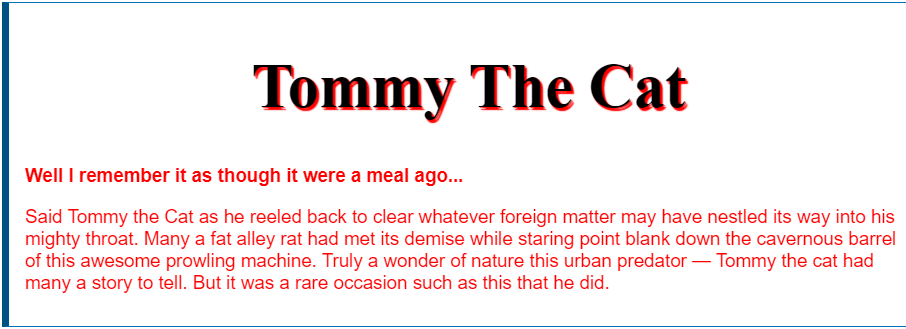 Tommy The Cat
Well I remember it as though it were a meal ago...
Said Tommy the Cat as he reeled back to clear whatever foreign matter may have nestled its way into his
mighty throat. Many a fat alley rat had met its demise while staring point blank down the cavernous barrel
of this awesome prowling machine. Truly a wonder of nature this urban predator — Tommy the cat had
many a story to tell. But it was a rare occasion such as this that he did.